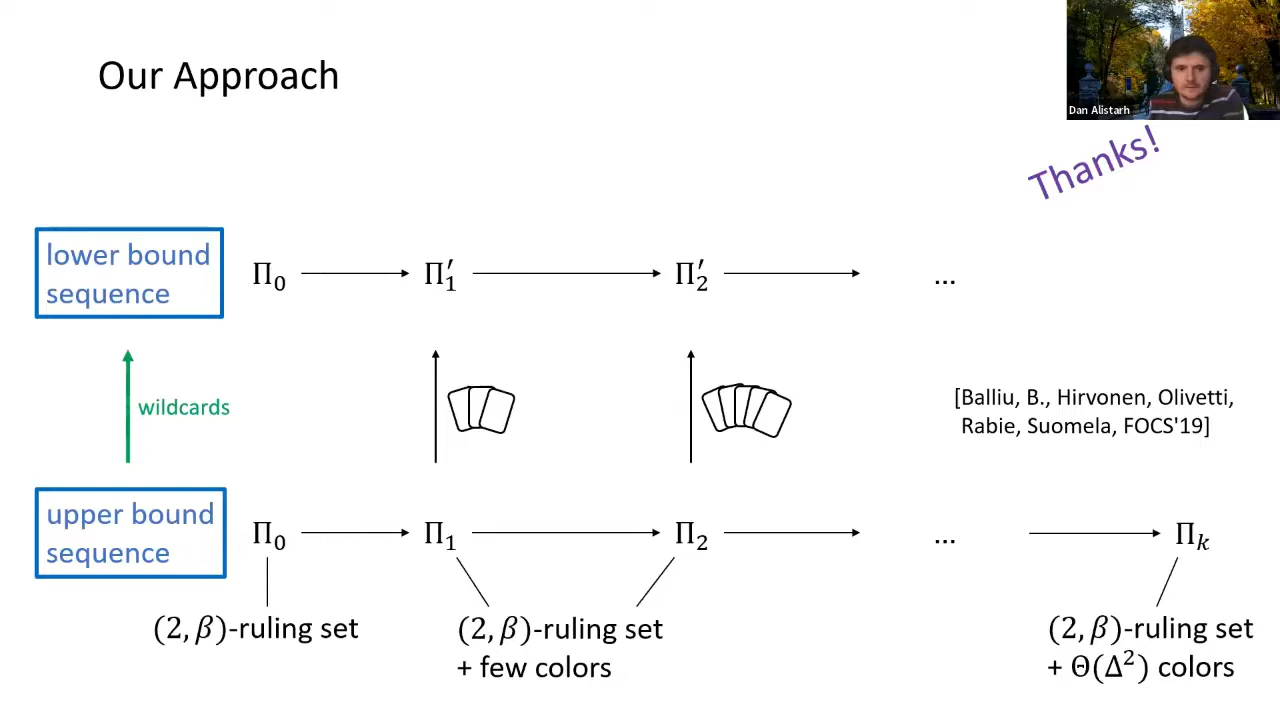 Our Approach
Dan Alistarh
Thanks!
lower bound
sequence
Π₀
Π′₁
Π′₂
...
wildcards
[Balliu, B., Hirvonen, Olivetti,
Rabie, Suomela, FOCS'19]
upper bound
sequence
Π₀
Π₁
Π₂
...
Πₖ
(2, β)-ruling set
(2, β)-ruling set
+ few colors
(2, β)-ruling set
+ Θ(Δ²) colors